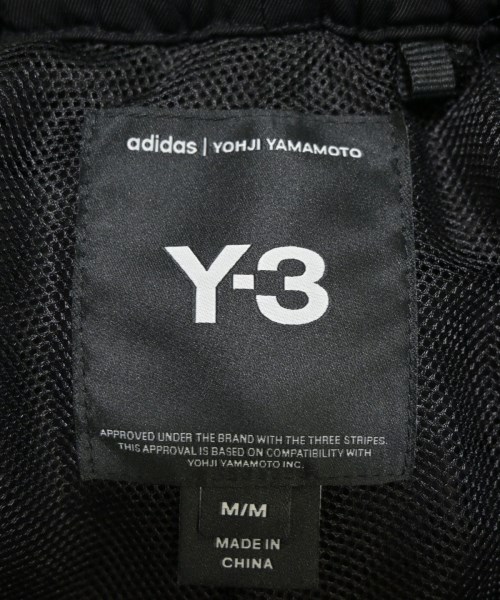 adidas | YOHJI YAMAMOTO
Y-3
APPROVED UNDER THE BRAND WITH THE THREE STRIPES.
THIS APPROVAL IS BASED ON COMPATIBILITY WITH
YOHJI YAMAMOTO INC.
M/M
MADE IN
CHINA